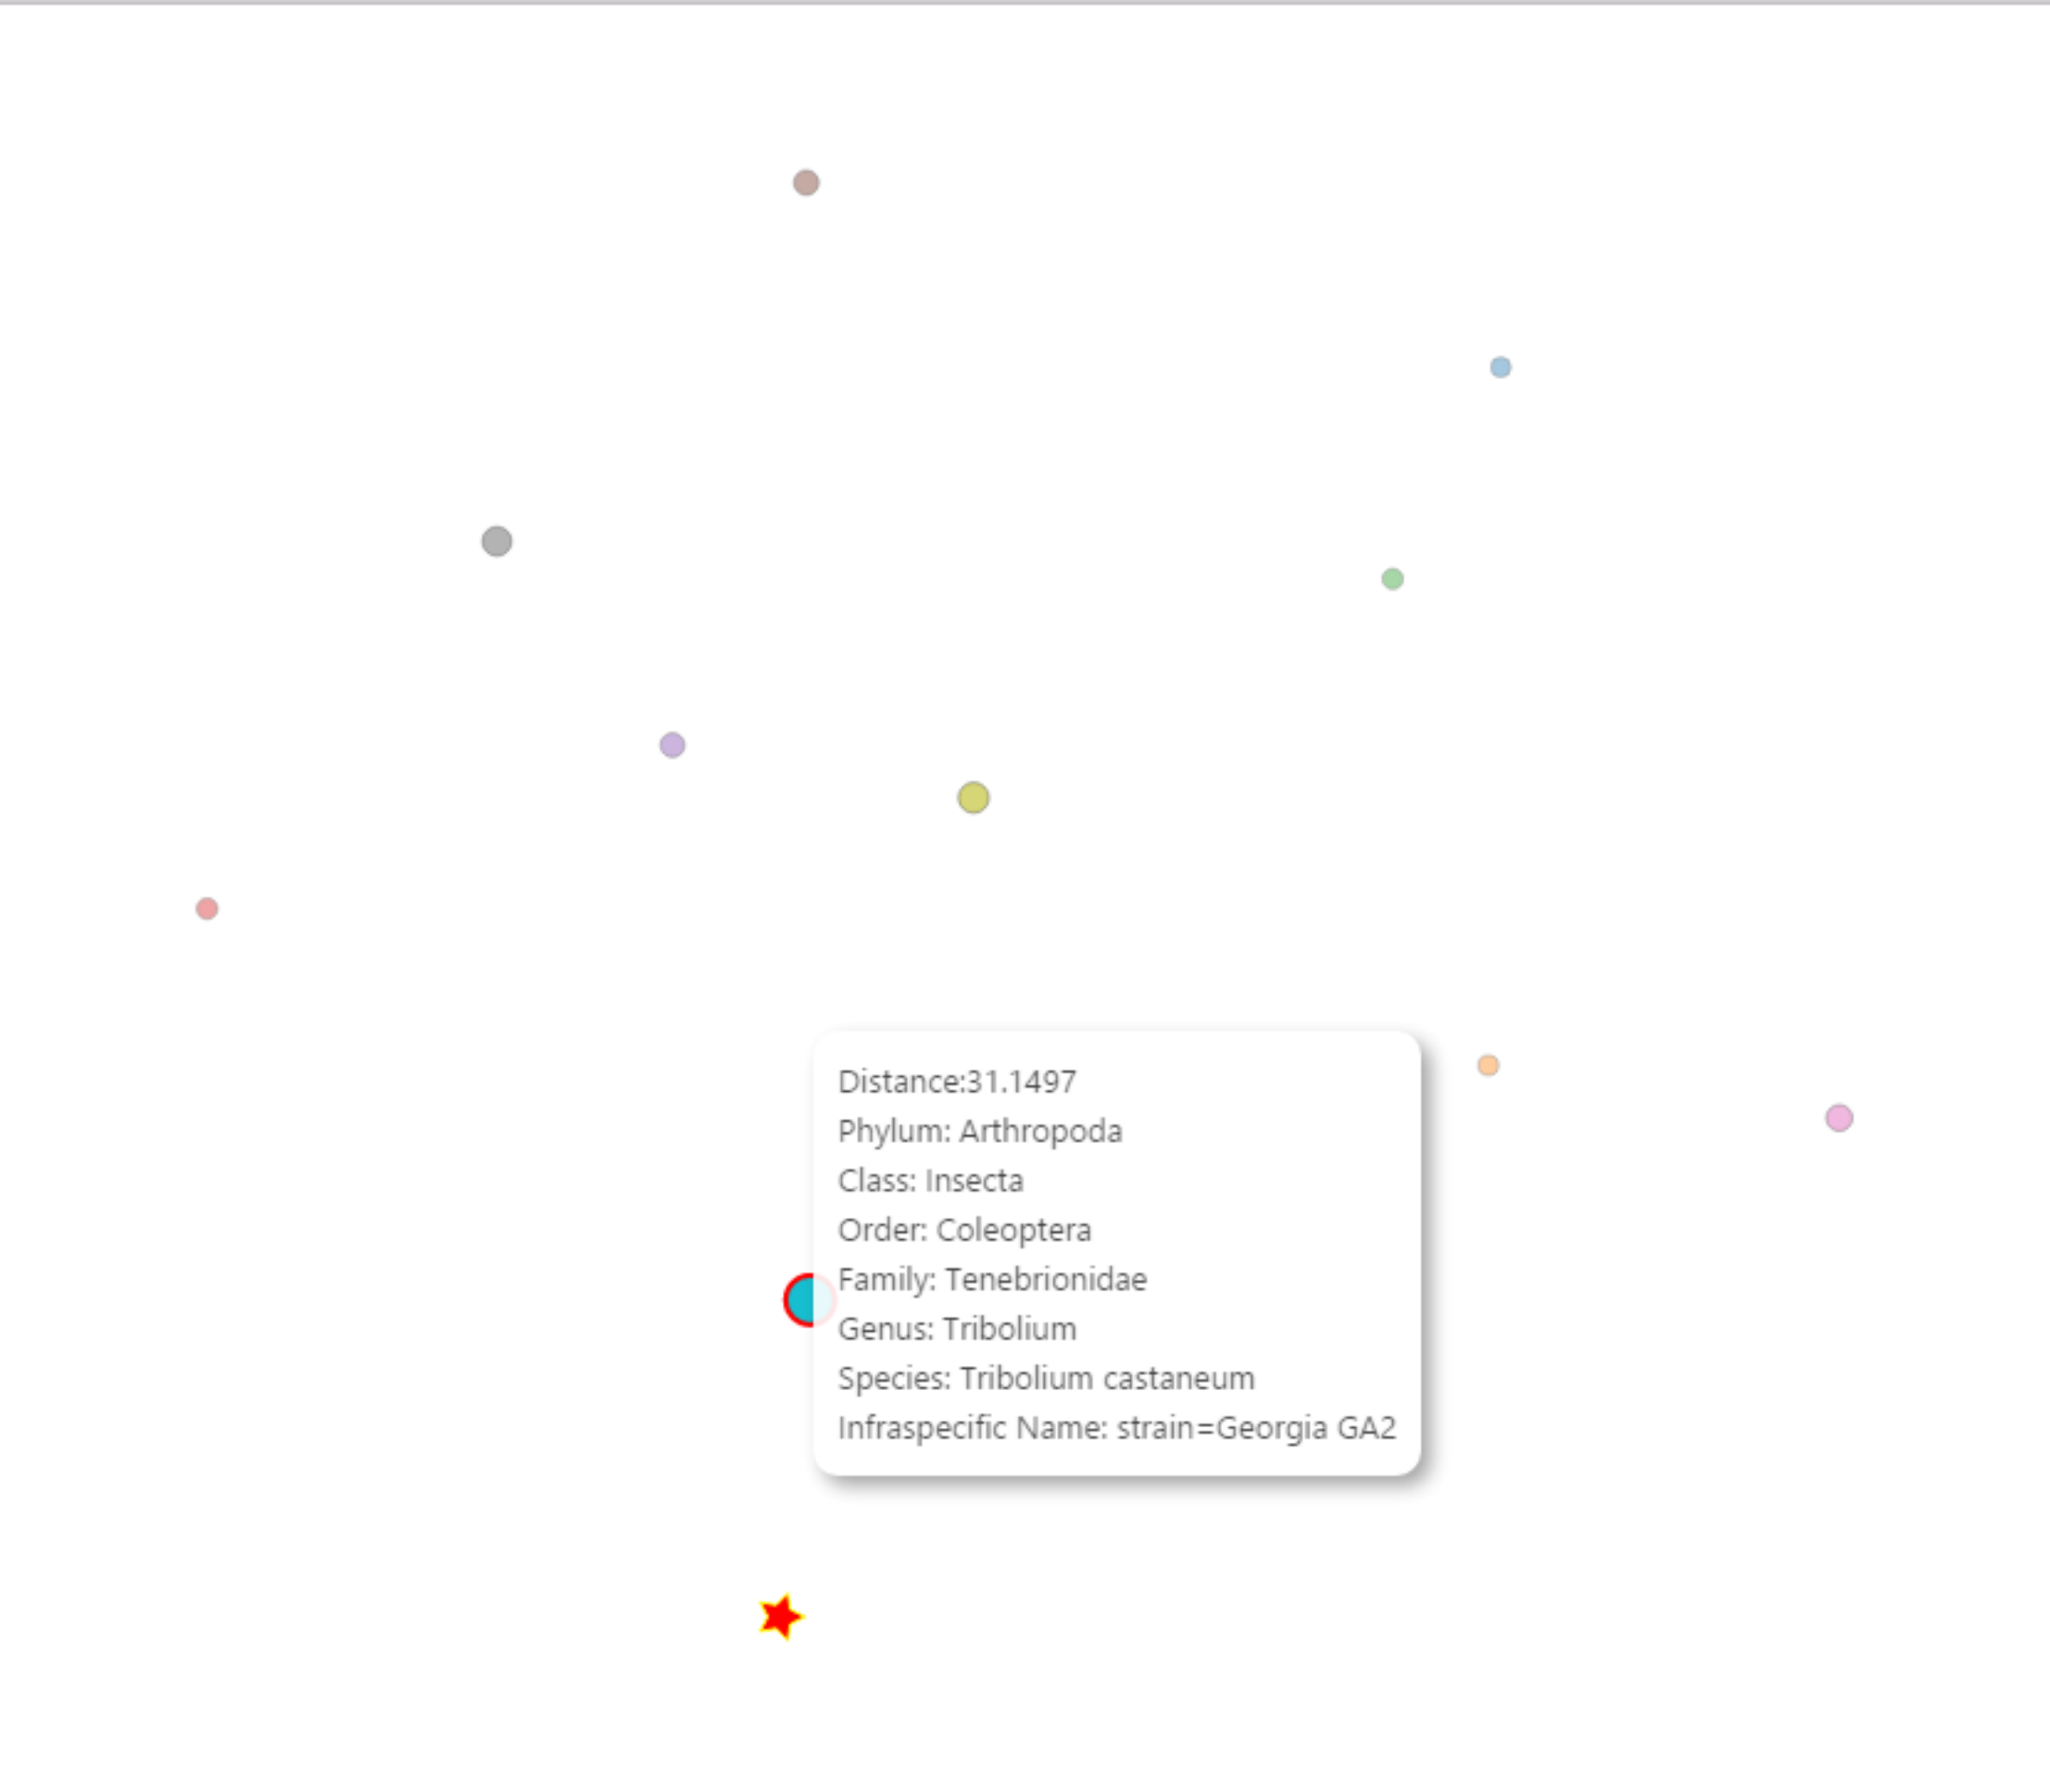 Distance:31.1497
Phylum: Arthropoda
Class: Insecta
Order: Coleoptera
Family: Tenebrionidae
Genus: Tribolium
Species: Tribolium castaneum
Infraspecific Name: strain=Georgia GA2